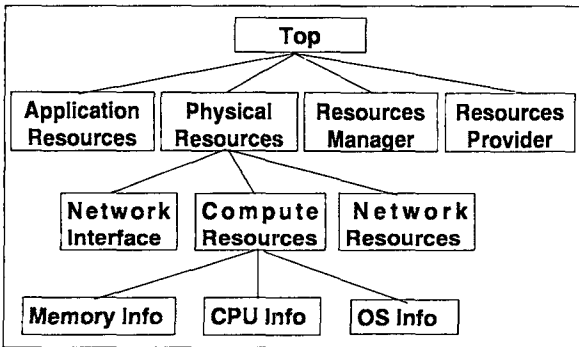 Top
Application
Resources
Physical
Resources
Resources
Manager
Resources
Provider
Network
Interface
Compute
Resources
Network
Resources
Memory Info
CPU Info
OS Info